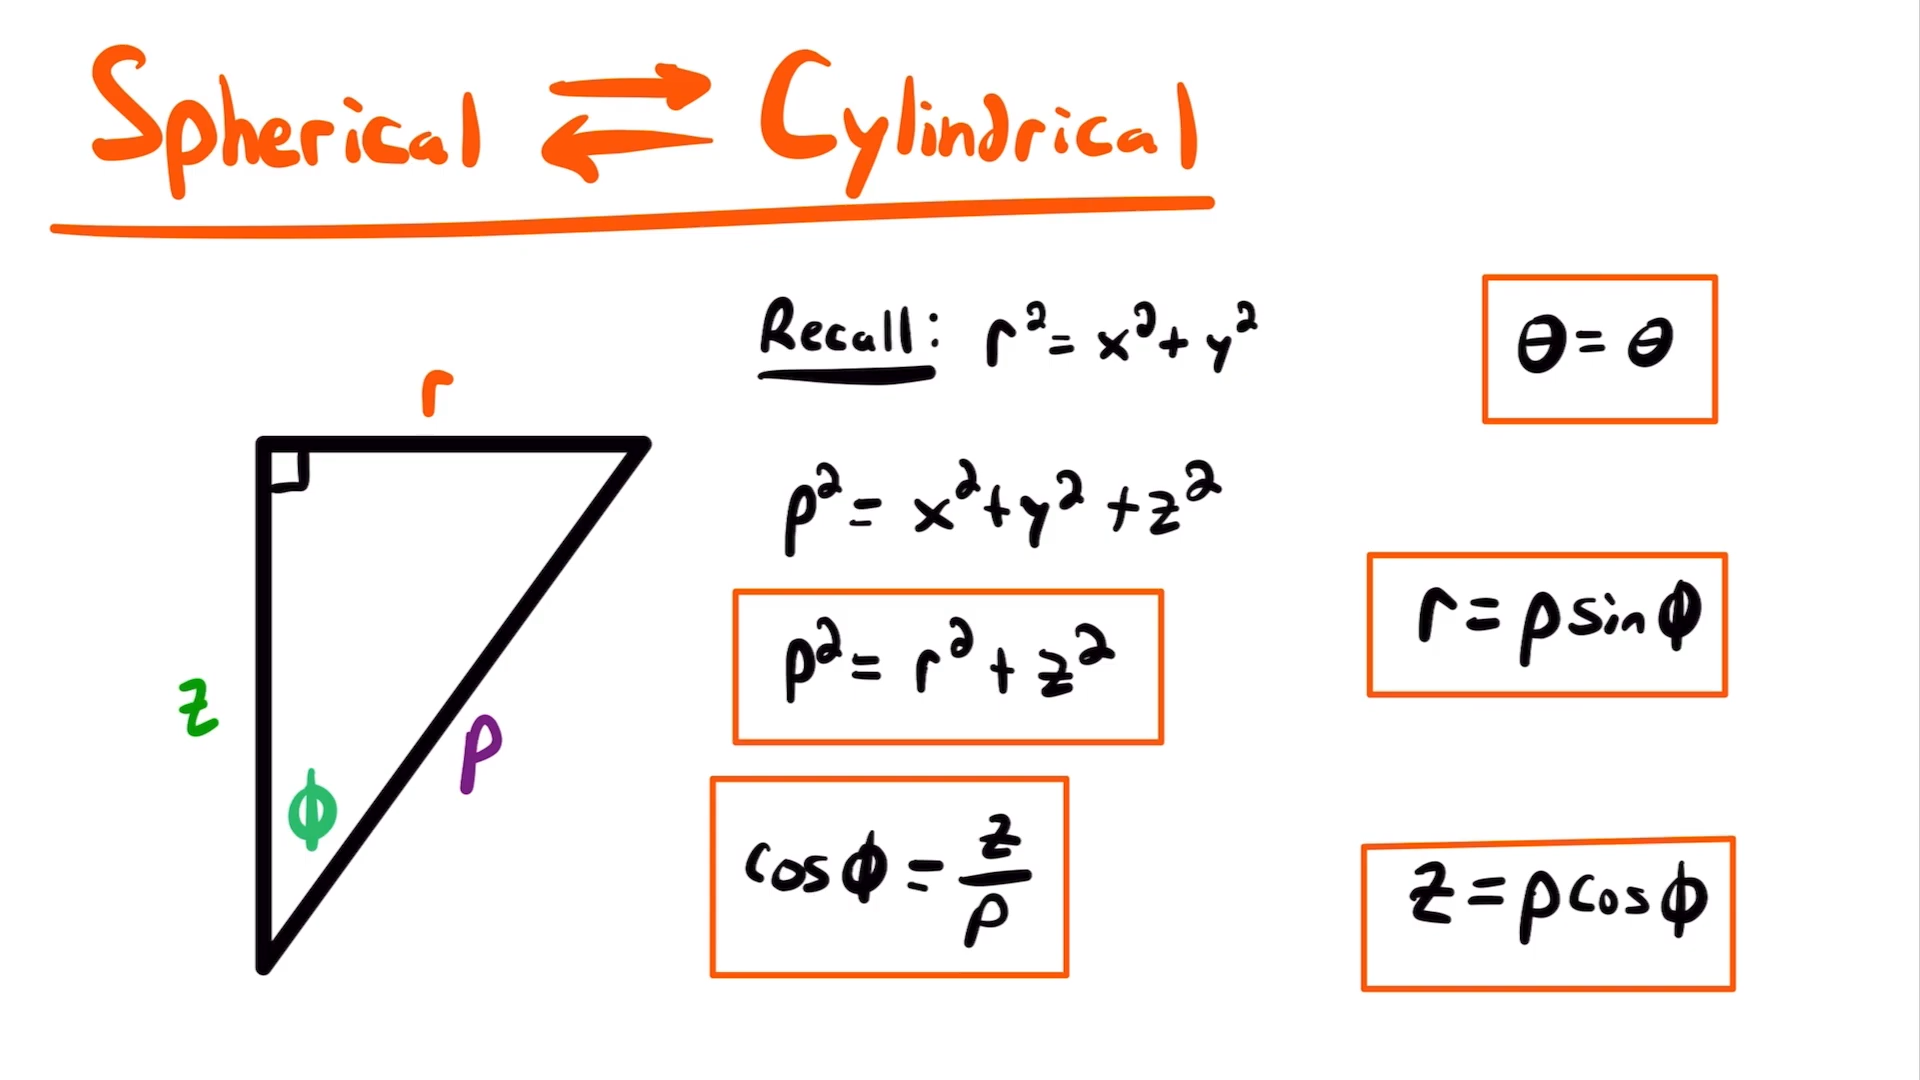 Spherical ⇄ Cylindrical
Recall: r² = x² + y²
θ = θ
r
ρ² = x² + y² + z²
ρ² = r² + z²
r = ρ sin ϕ
z
ρ
ϕ
cos ϕ = z/ρ
z = ρ cos ϕ